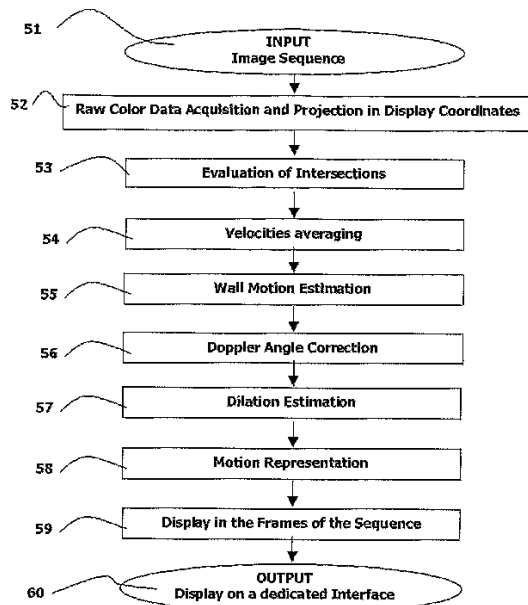 51
INPUT
Image Sequence
52
Raw Color Data Acquisition and Projection in Display Coordinates
53
Evaluation of Intersections
54
Velocities averaging
55
Wall Motion Estimation
56
Doppler Angle Correction
57
Dilation Estimation
58
Motion Representation
59
Display in the Frames of the Sequence
60
OUTPUT
Display on a dedicated Interface